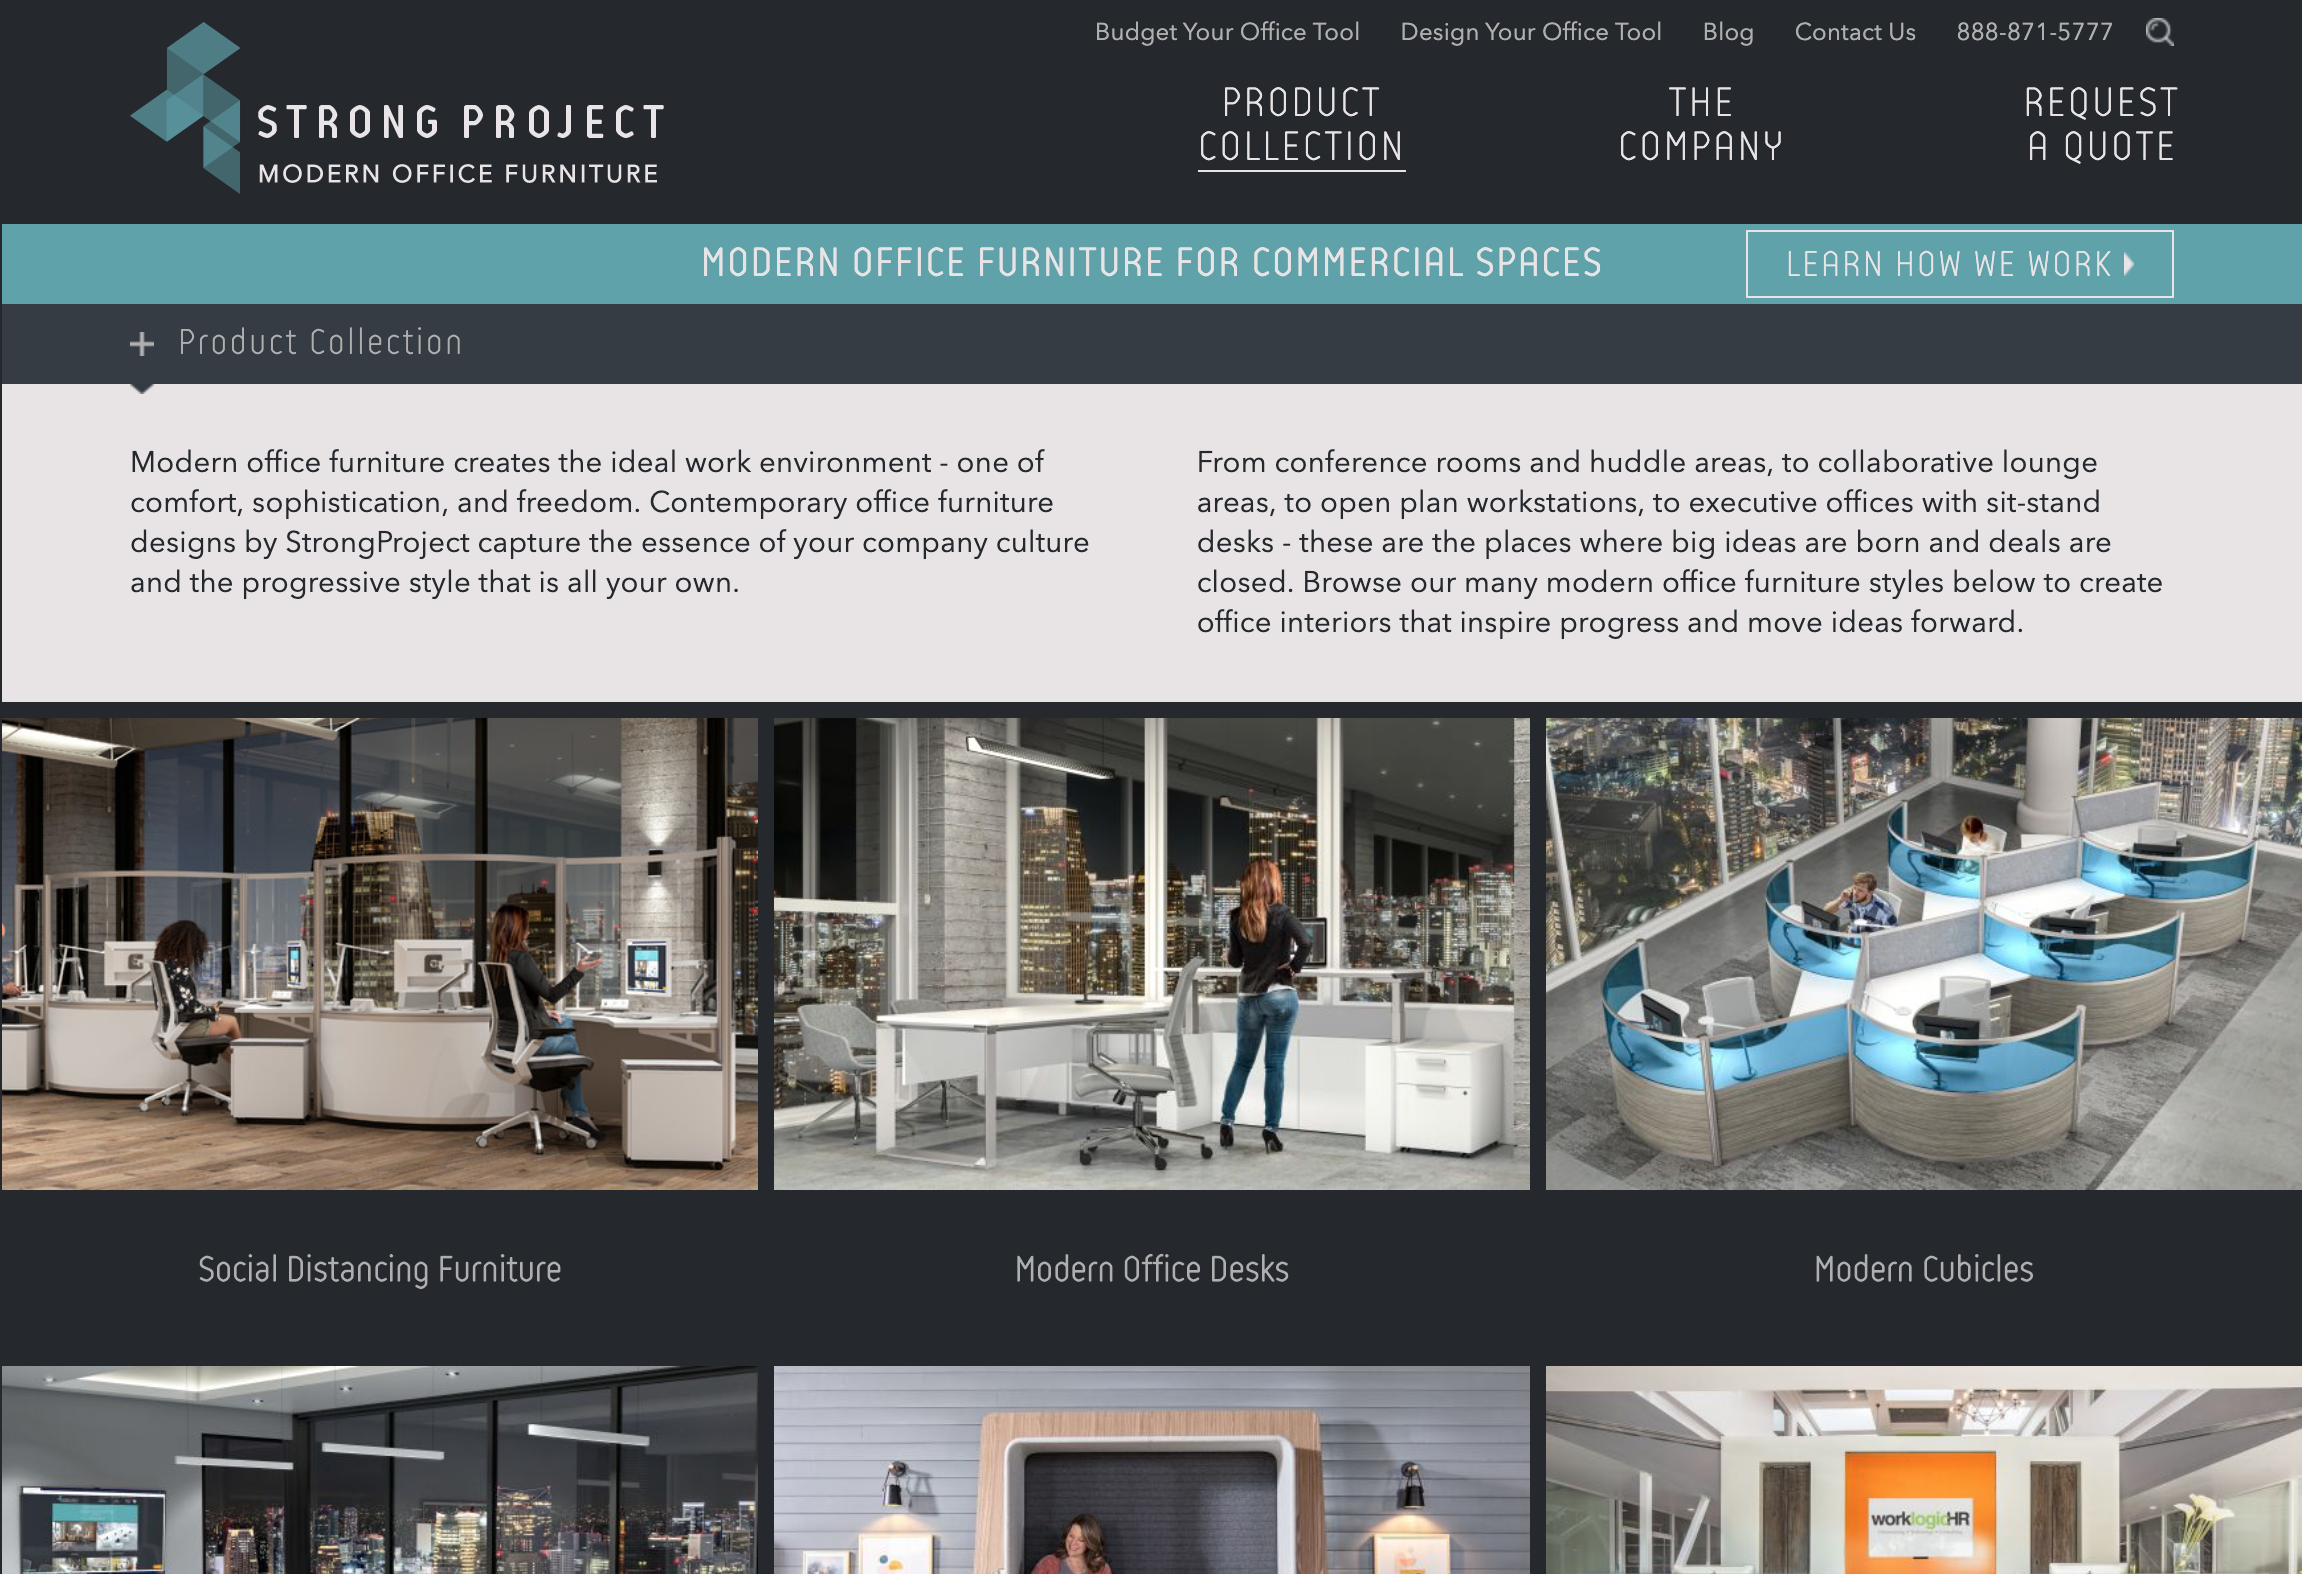 Budget Your Office Tool
Design Your Office Tool
Blog
Contact Us
888-871-5777
STRONG PROJECT
MODERN OFFICE FURNITURE
PRODUCT
COLLECTION
THE
COMPANY
REQUEST
A QUOTE
MODERN OFFICE FURNITURE FOR COMMERCIAL SPACES
LEARN HOW WE WORK
+ Product Collection
Modern office furniture creates the ideal work environment - one of
comfort, sophistication, and freedom. Contemporary office furniture
designs by StrongProject capture the essence of your company culture
and the progressive style that is all your own.
From conference rooms and huddle areas, to collaborative lounge
areas, to open plan workstations, to executive offices with sit-stand
desks - these are the places where big ideas are born and deals are
closed. Browse our many modern office furniture styles below to create
office interiors that inspire progress and move ideas forward.
Social Distancing Furniture
Modern Office Desks
Modern Cubicles
worklogicHR